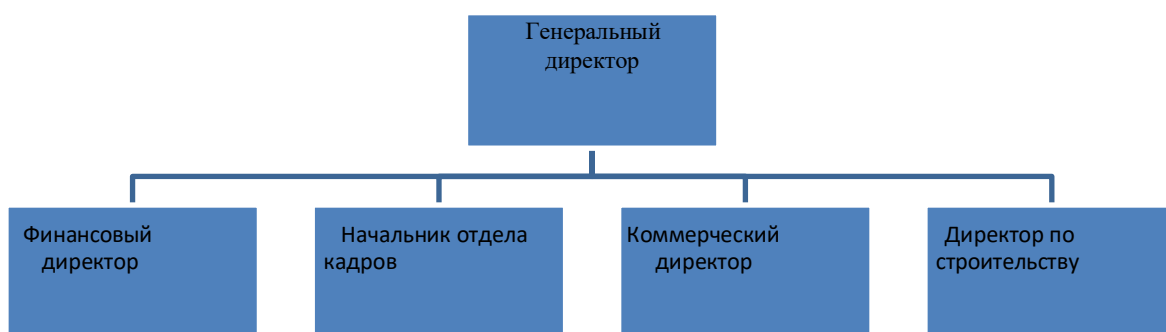 Генеральный
директор
Финансовый
директор
Начальник отдела
кадров
Коммерческий
директор
Директор по
строительству